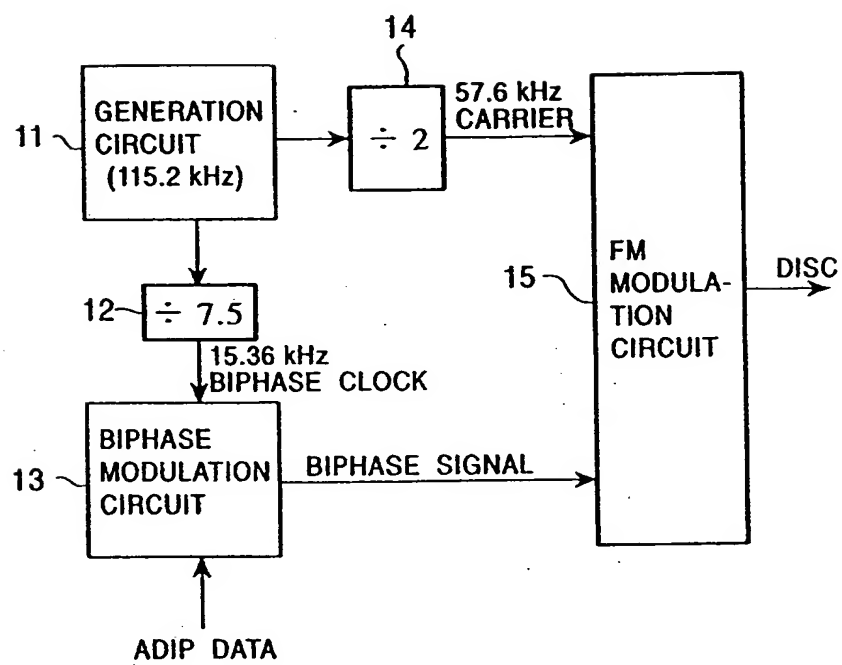 14
GENERATION
CIRCUIT
(115.2 kHz)
11
÷ 2
57.6 kHz
CARRIER
12
÷ 7.5
15.36 kHz
BIPHASE CLOCK
15
FM
MODULA-
TION
CIRCUIT
DISC
BIPHASE
MODULATION
CIRCUIT
13
BIPHASE SIGNAL
ADIP DATA